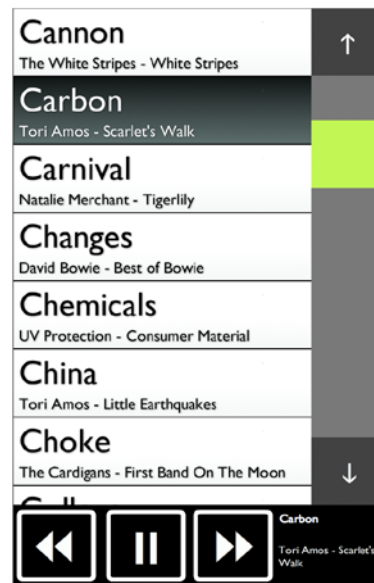 Cannon
The White Stripes - White Stripes
↑
Carbon
Tori Amos - Scarlet's Walk
Carnival
Natalie Merchant - Tigerlily
Changes
David Bowie - Best of Bowie
Chemicals
UV Protection - Consumer Material
China
Tori Amos - Little Earthquakes
Choke
The Cardigans - First Band On The Moon
↓
Carbon
Tori Amos - Scarlet's
Walk